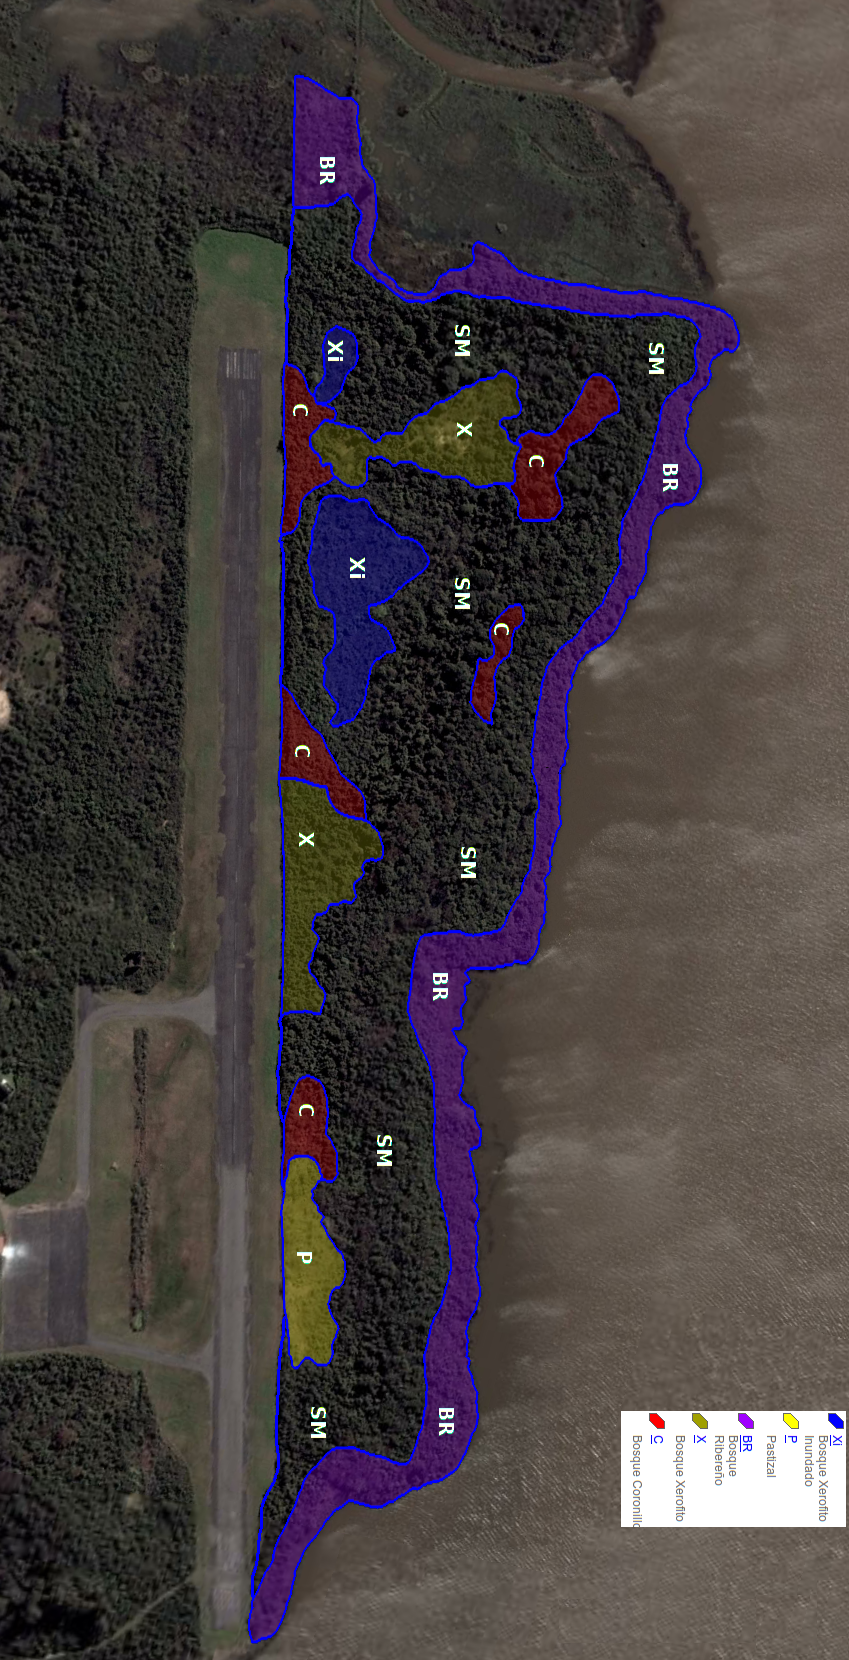 Xi
Bosque Xerofito
Inundado
P
Pastizal
BR
Bosque
Ribereño
X
Bosque Xerofito
C
Bosque Coronillo
BR
SM
C
C
X
SM
SM
SM
BR
BR
SM
Xi
Xi
BR
SM
C
C
X
C
P